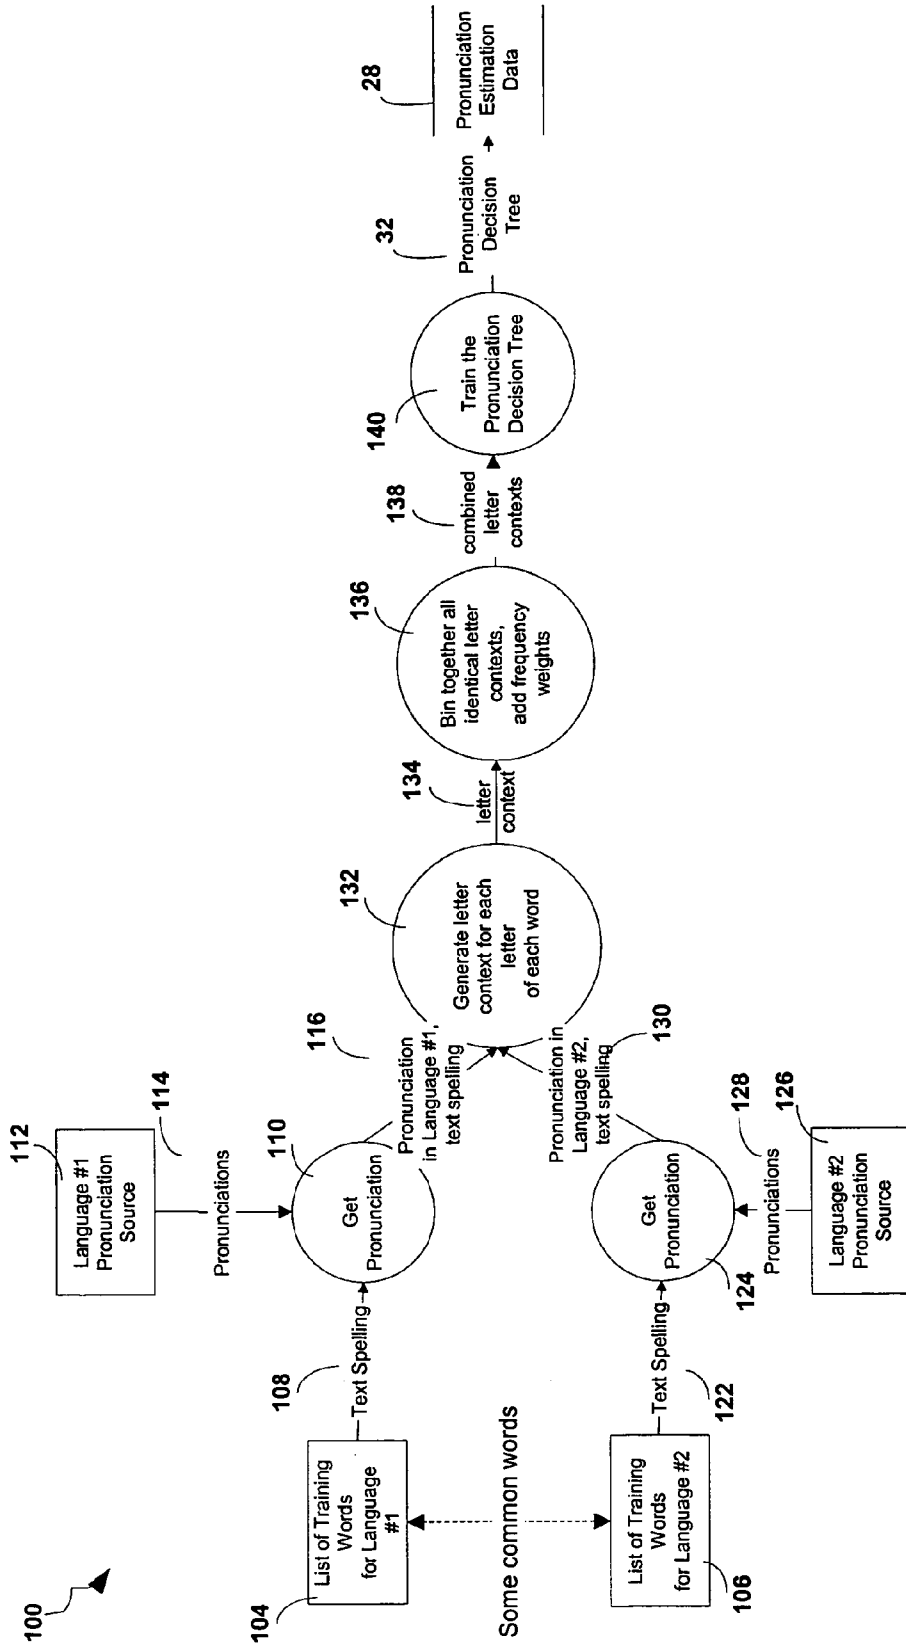 100
112
Language #1
Pronunciation
Source
114
Pronunciations
104
List of Training
Words
for Language
#1
108
Text Spelling
110
Get
Pronunciation
116
Pronunciation
in Language #1,
text spelling
Some common words
106
List of Training
Words
for Language #2
122
Text Spelling
124
Get
Pronunciation
126
Language #2
Pronunciation
Source
128
Pronunciations
130
Pronunciation in
Language #2,
text spelling
132
Generate letter
context for each
letter
of each word
134
letter
context
136
Bin together all
identical letter
contexts,
add frequency
weights
138
combined
letter
contexts
140
Train the
Pronunciation
Decision Tree
32
Pronunciation
Decision
Tree
28
Pronunciation
Estimation
Data